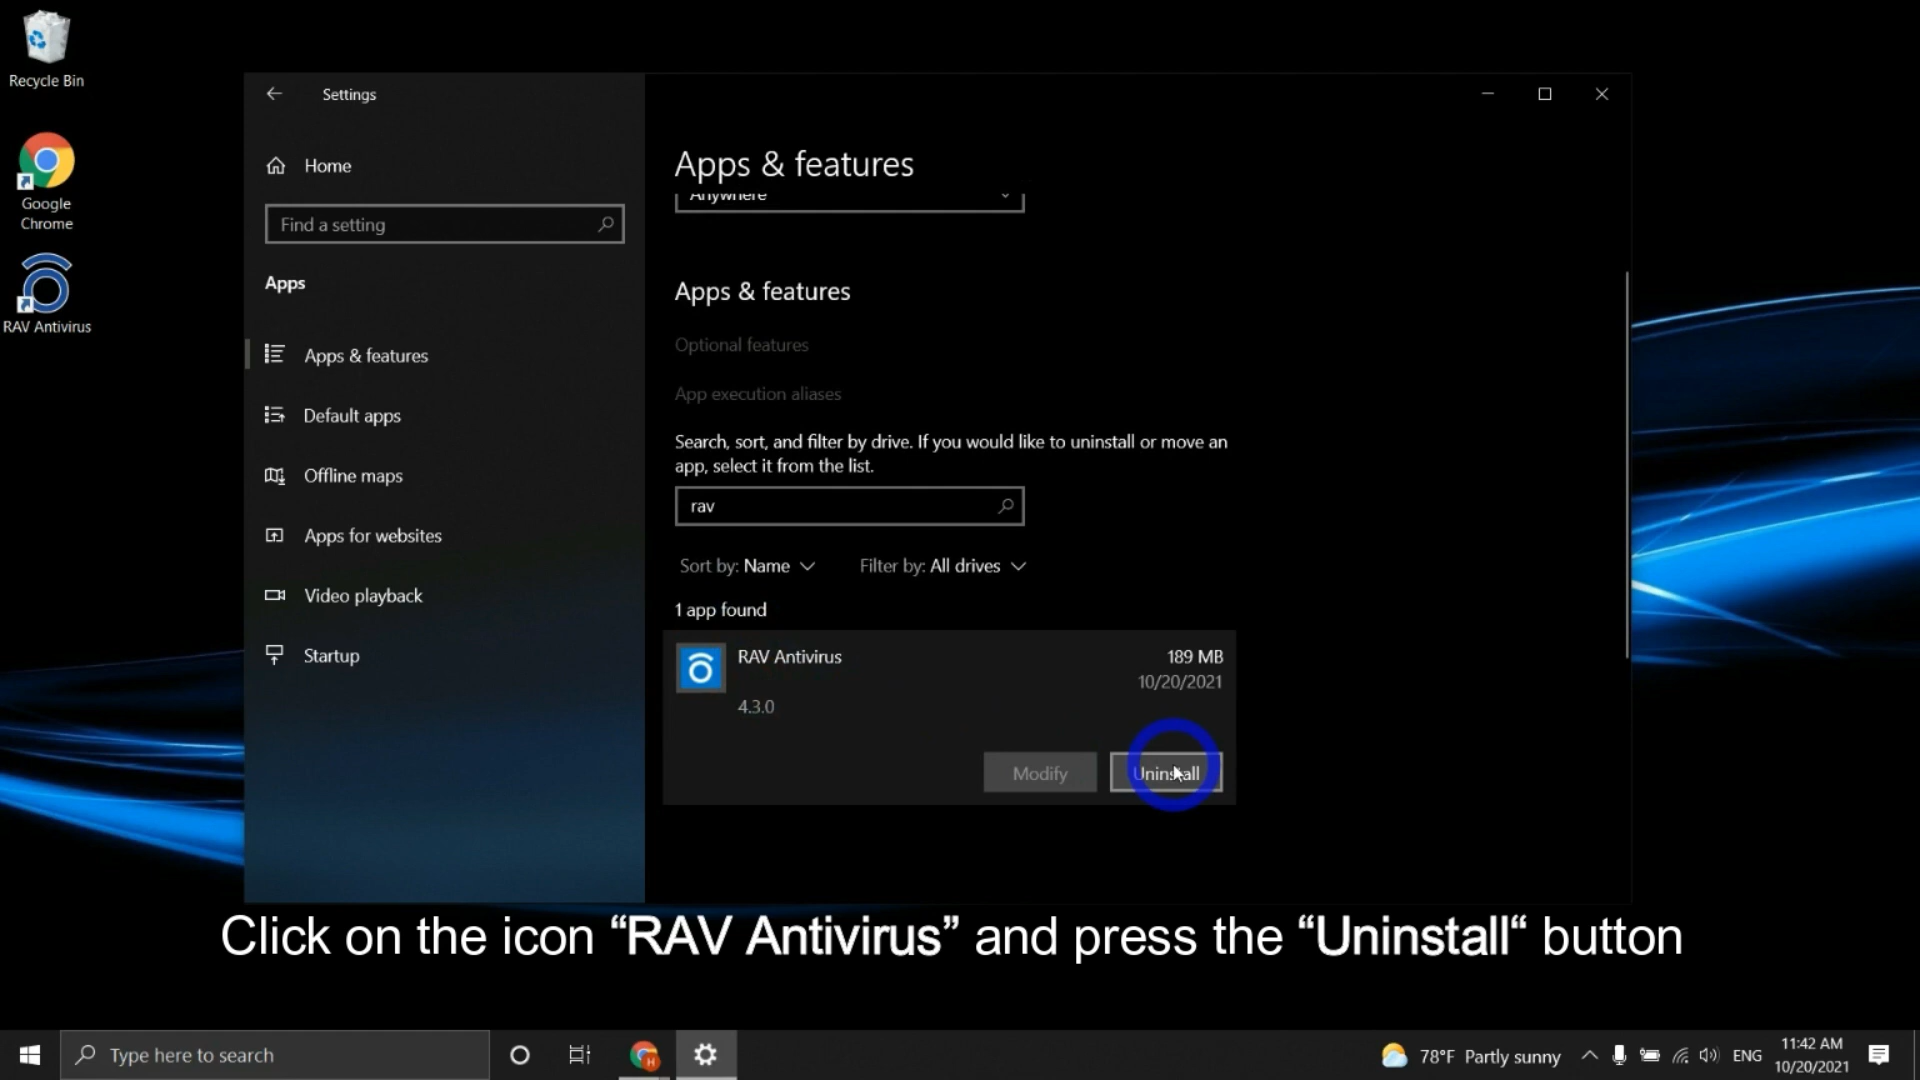 Recycle Bin
Google
Chrome
RAV Antivirus
Settings
Home
Find a setting
Apps
Apps & features
Default apps
Offline maps
Apps for websites
Video playback
Startup
Apps & features
Anywhere
Apps & features
Optional features
App execution aliases
Search, sort, and filter by drive. If you would like to uninstall or move an
app, select it from the list.
rav
Sort by: Name Filter by: All drives
1 app found
RAV Antivirus 189 MB
10/20/2021
4.3.0
Modify Uninstall
Click on the icon “RAV Antivirus” and press the “Uninstall“ button
Type here to search
H
78°F Partly sunny
ENG
11:42 AM
10/20/2021